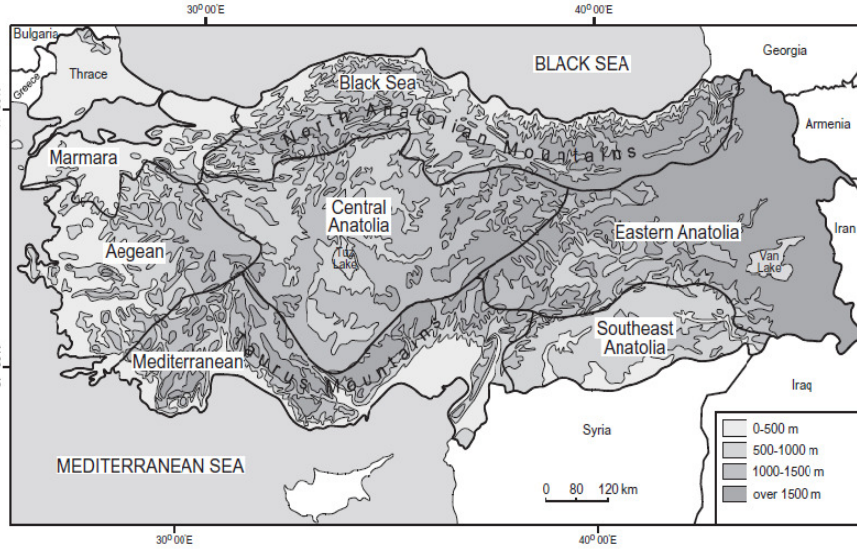 30° 00'E
40° 00'E
Bulgaria
Thrace
Greece
Black Sea
BLACK SEA
Georgia
North Anatolian Mountains
Armenia
Marmara
Central
Anatolia
Tuz
Lake
Eastern Anatolia
Iran
Van
Lake
Aegean
Southeast
Anatolia
Mediterranean
Taurus Mountains
Iraq
Syria
MEDITERRANEAN SEA
0 80 120 km
0-500 m
500-1000 m
1000-1500 m
over 1500 m
30° 00'E
40° 00'E